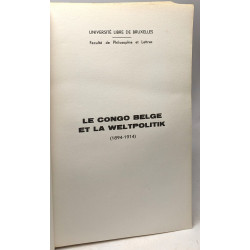 UNIVERSITÉ LIBRE DE BRUXELLES
Faculté de Philosophie et Lettres
LE CONGO BELGE
ET LA WELTPOLITIK
(1894-1914)